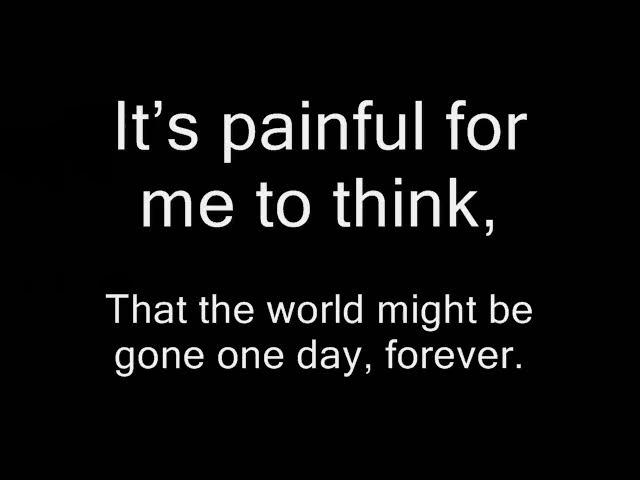 It’s painful for
me to think,
That the world might be
gone one day, forever.